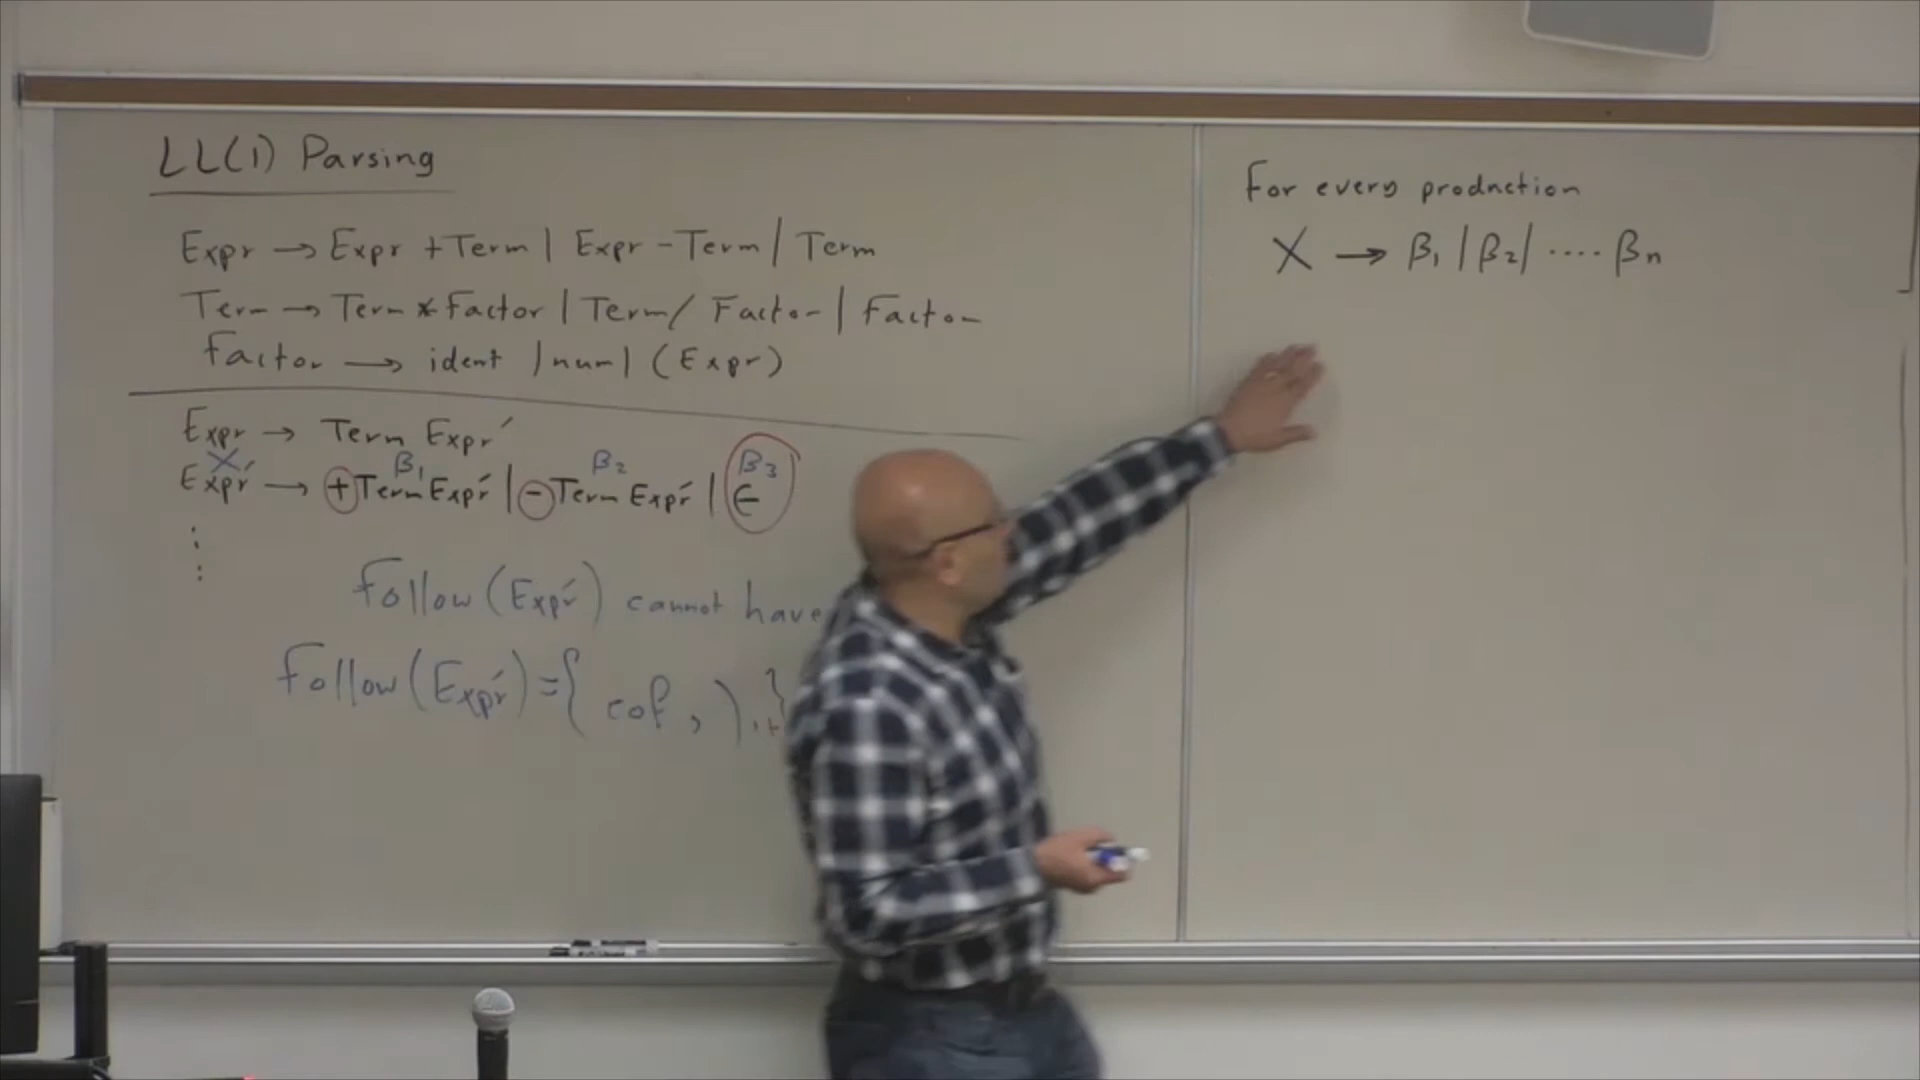 LL(1) Parsing
Expr → Expr + Term | Expr - Term | Term
Term → Term * Factor | Term / Factor | Factor
Factor → ident | num | (Expr)
Expr → Term Expr′
X β₁ β₂ β₃
Expr′ → + Term Expr′ | - Term Expr′ | ϵ
⋮
Follow(Expr′) cannot have
Follow(Expr′) = { eof, ) }
For every production
X → β₁ | β₂ | .... βn